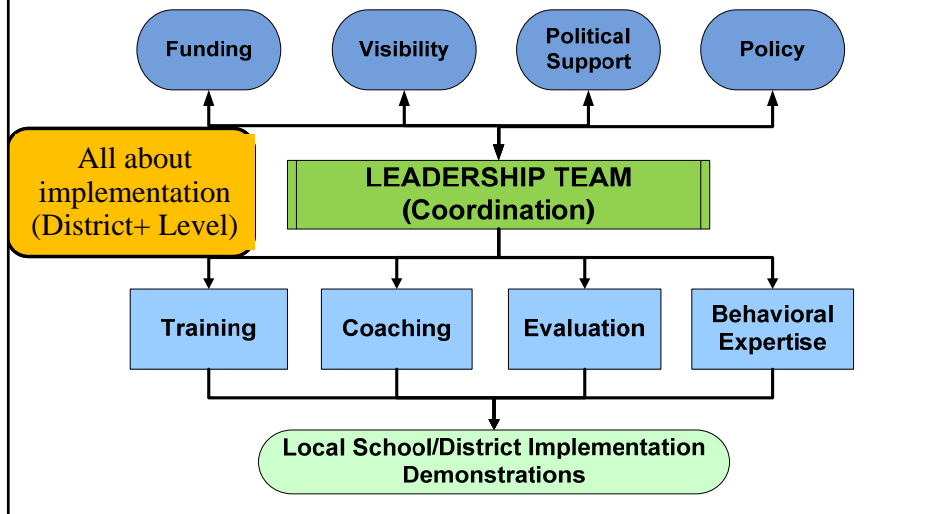 Funding
Visibility
Political
Support
Policy
All about
implementation
(District+ Level)
LEADERSHIP TEAM
(Coordination)
Training
Coaching
Evaluation
Behavioral
Expertise
Local School/District Implementation
Demonstrations